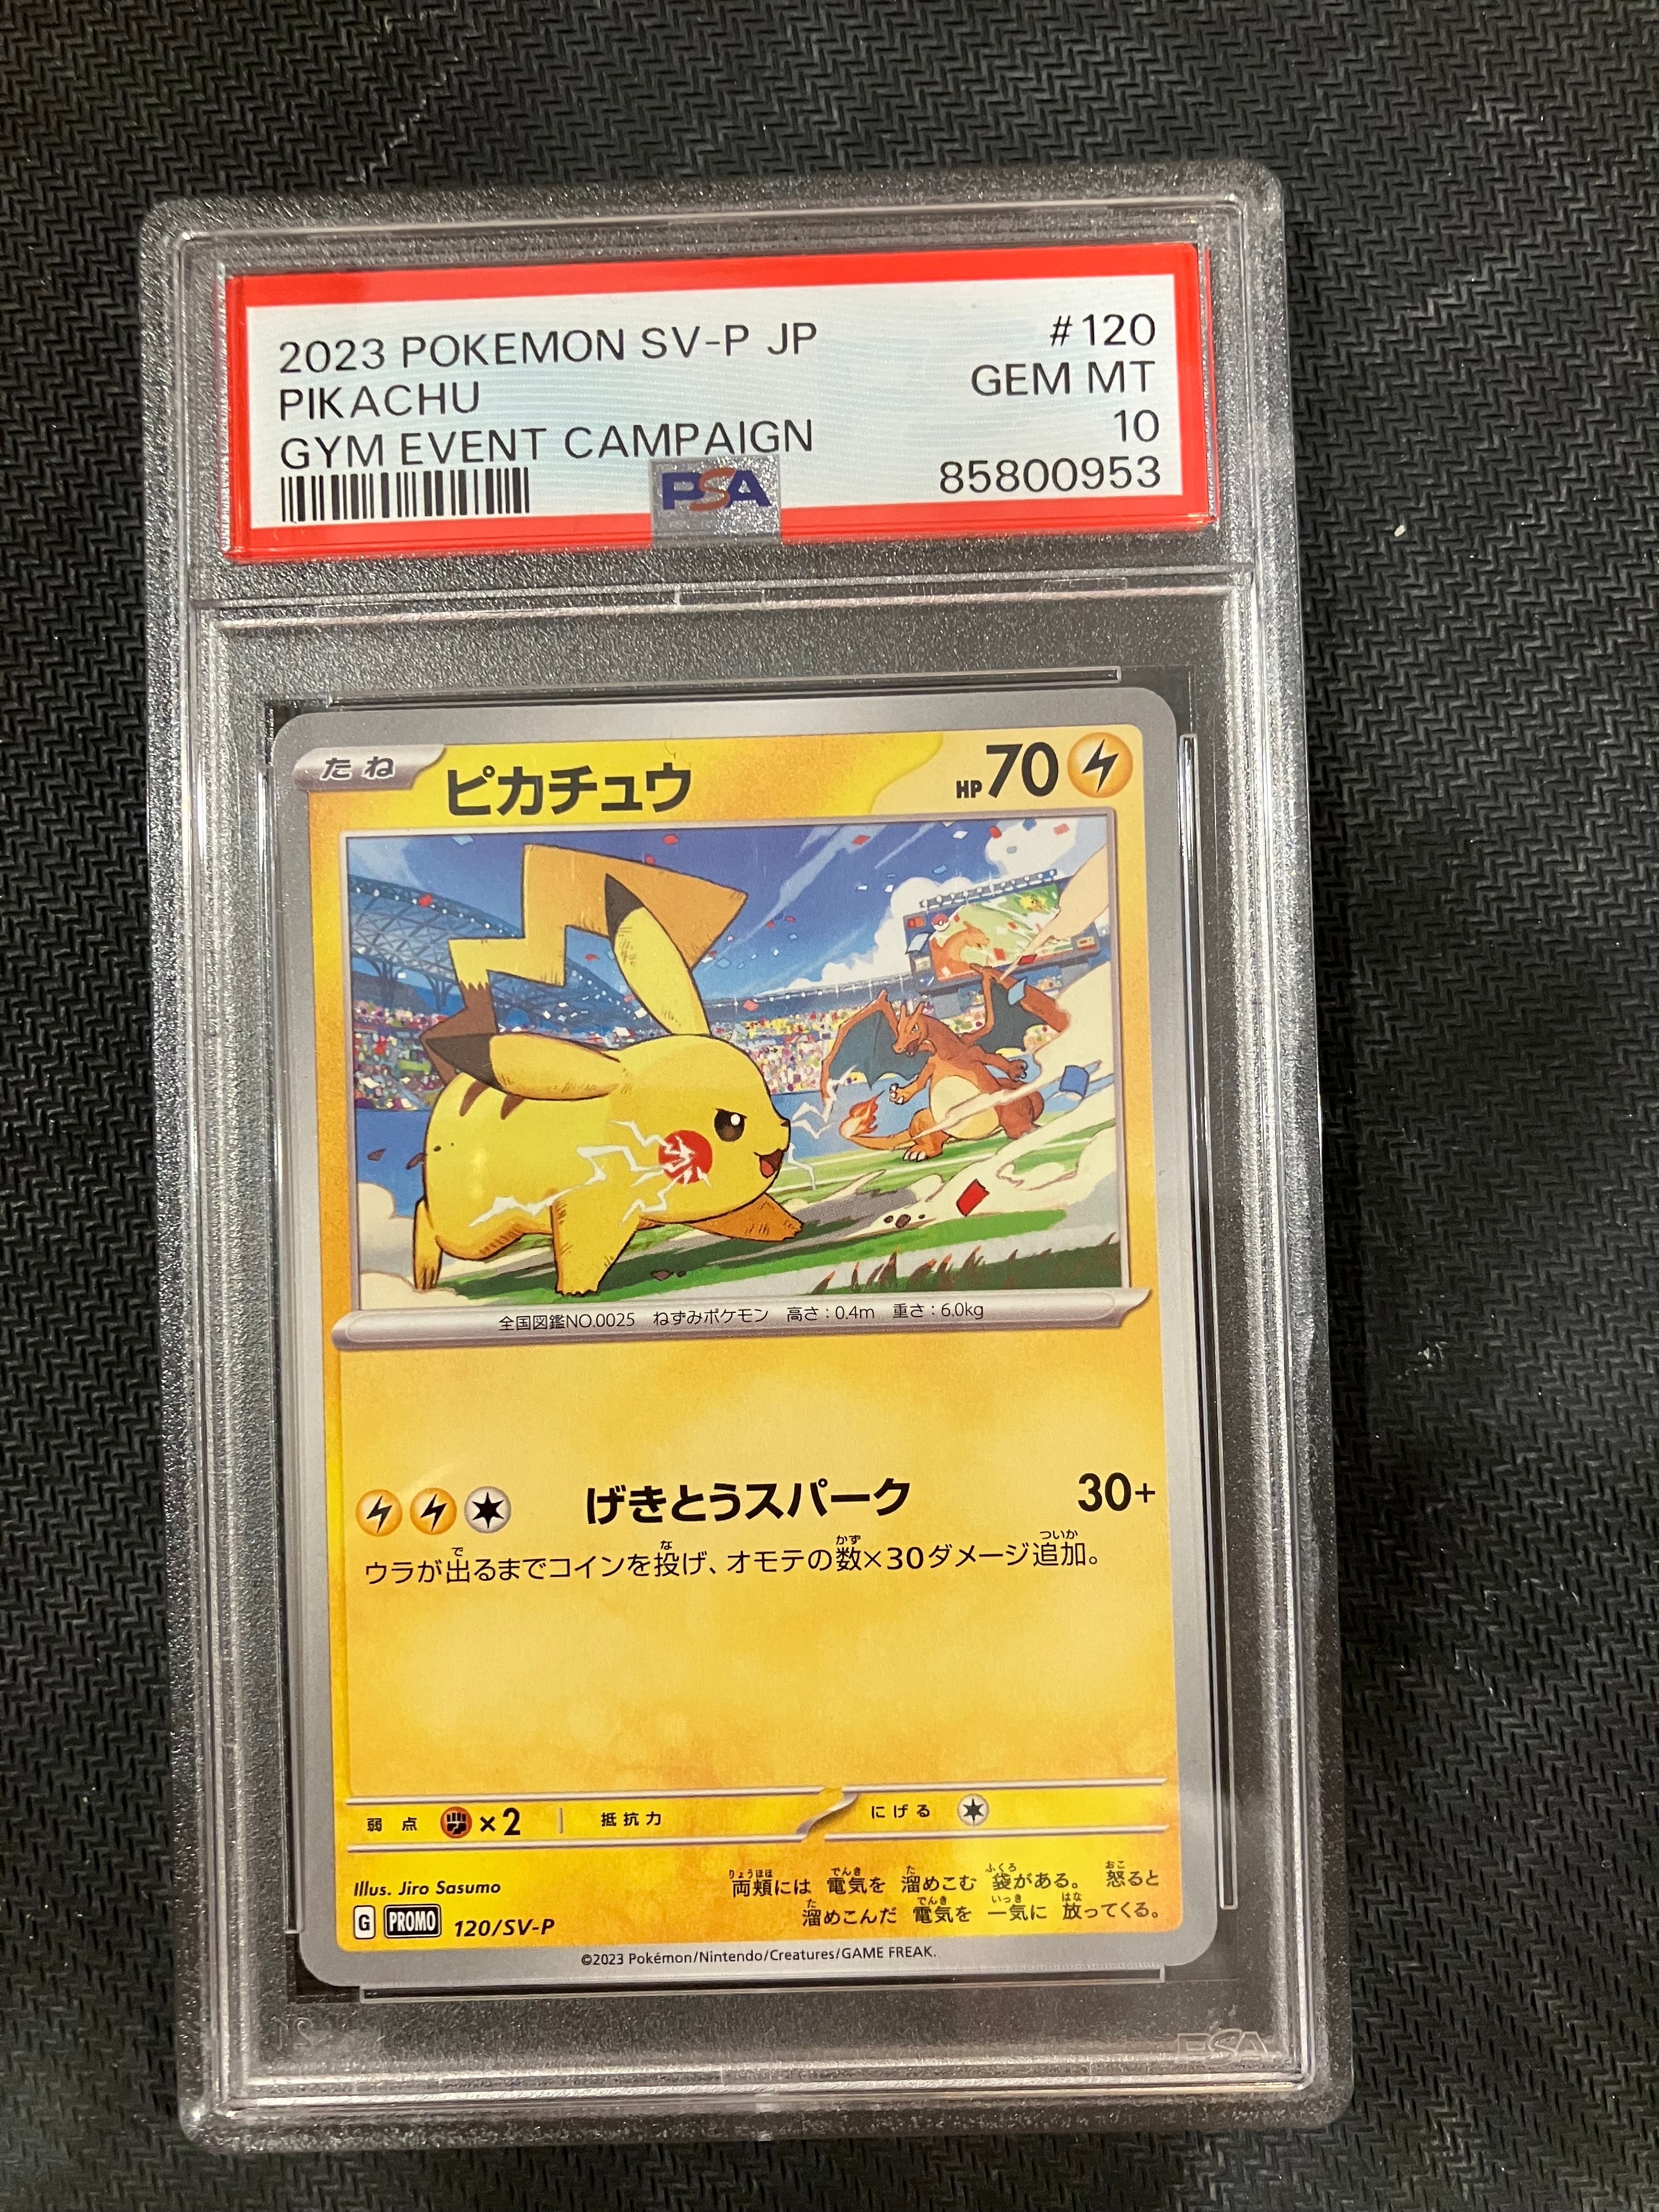 2023 POKEMON SV-P JP #120
PIKACHU GEM MT
GYM EVENT CAMPAIGN 10
PSA 85800953
たね ピカチュウ HP70
全国図鑑NO.0025 ねずみポケモン 高さ:0.4m 重さ:6.0kg
げきとうスパーク 30+
ウラが出るまでコインを投げ、オモテの数×30ダメージ追加。
弱点 ×2 抵抗力 にげる
Illus. Jiro Sasumo
両頬には 電気を 溜めこむ 袋がある。 怒ると
溜めこんだ 電気を 一気に 放ってくる。
G PROMO 120/SV-P
©2023 Pokémon/Nintendo/Creatures/GAME FREAK.
PSA